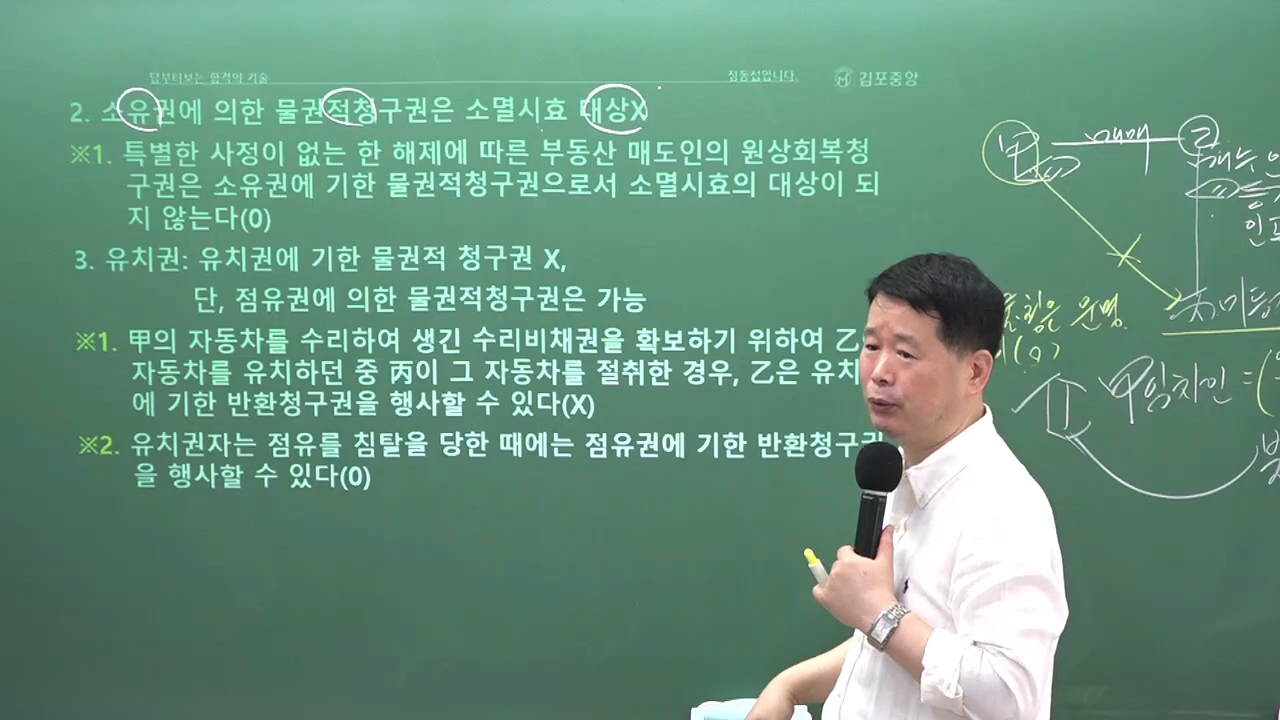 답부터보는 합격의 기술
정동섭입니다.
김포중앙
2. 소유권에 의한 물권적청구권은 소멸시효 대상X
※1. 특별한 사정이 없는 한 해제에 따른 부동산 매도인의 원상회복청
구권은 소유권에 기한 물권적청구권으로서 소멸시효의 대상이 되
지 않는다(0)
3. 유치권: 유치권에 기한 물권적 청구권 X,
단, 점유권에 의한 물권적청구권은 가능
※1. 甲의 자동차를 수리하여 생긴 수리비채권을 확보하기 위하여 乙
자동차를 유치하던 중 丙이 그 자동차를 절취한 경우, 乙은 유치
에 기한 반환청구권을 행사할 수 있다(X)
※2. 유치권자는 점유를 침탈을 당한 때에는 점유권에 기한 반환청구권
을 행사할 수 있다(0)
甲 매매
미등
甲임차인 =